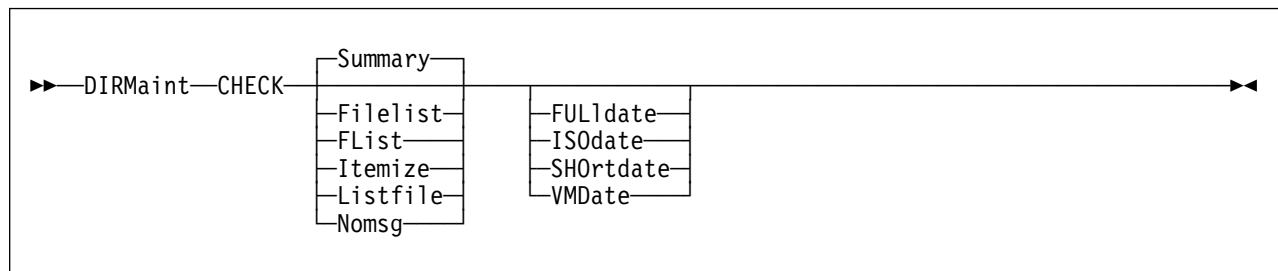 Summary
►►──DIRMaint──CHECK ►◄
Filelist FULldate
FList ISOdate
Itemize SHOrtdate
Listfile VMDate
Nomsg